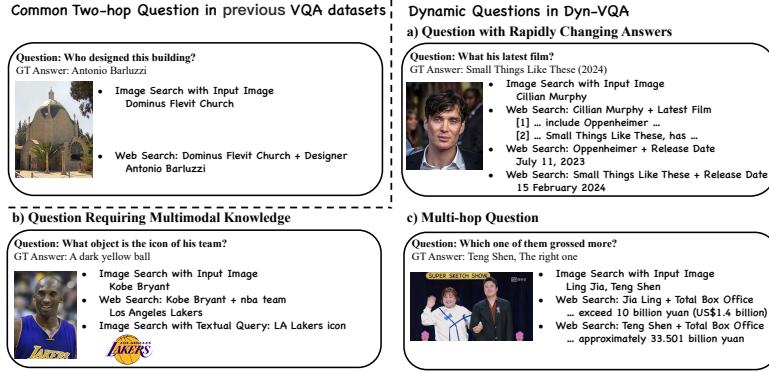 Common Two-hop Question in previous VQA datasets
Question: Who designed this building?
GT Answer: Antonio Barluzzi
• Image Search with Input Image
Dominus Flevit Church
• Web Search: Dominus Flevit Church + Designer
Antonio Barluzzi
Dynamic Questions in Dyn-VQA
a) Question with Rapidly Changing Answers
Question: What his latest film?
GT Answer: Small Things Like These (2024)
• Image Search with Input Image
Cillian Murphy
• Web Search: Cillian Murphy + Latest Film
[1] ... include Oppenheimer ...
[2] ... Small Things Like These, has ...
• Web Search: Oppenheimer + Release Date
July 11, 2023
• Web Search: Small Things Like These + Release Date
15 February 2024
b) Question Requiring Multimodal Knowledge
Question: What object is the icon of his team?
GT Answer: A dark yellow ball
• Image Search with Input Image
Kobe Bryant
• Web Search: Kobe Bryant + nba team
Los Angeles Lakers
• Image Search with Textual Query: LA Lakers icon
LAKERS
LOS ANGELES
LAKERS
c) Multi-hop Question
Question: Which one of them grossed more?
GT Answer: Teng Shen, The right one
SUPER SKETCH SHOW
• Image Search with Input Image
Ling Jia, Teng Shen
• Web Search: Jia Ling + Total Box Office
... exceed 10 billion yuan (US$1.4 billion)
• Web Search: Teng Shen + Total Box Office
... approximately 33.501 billion yuan